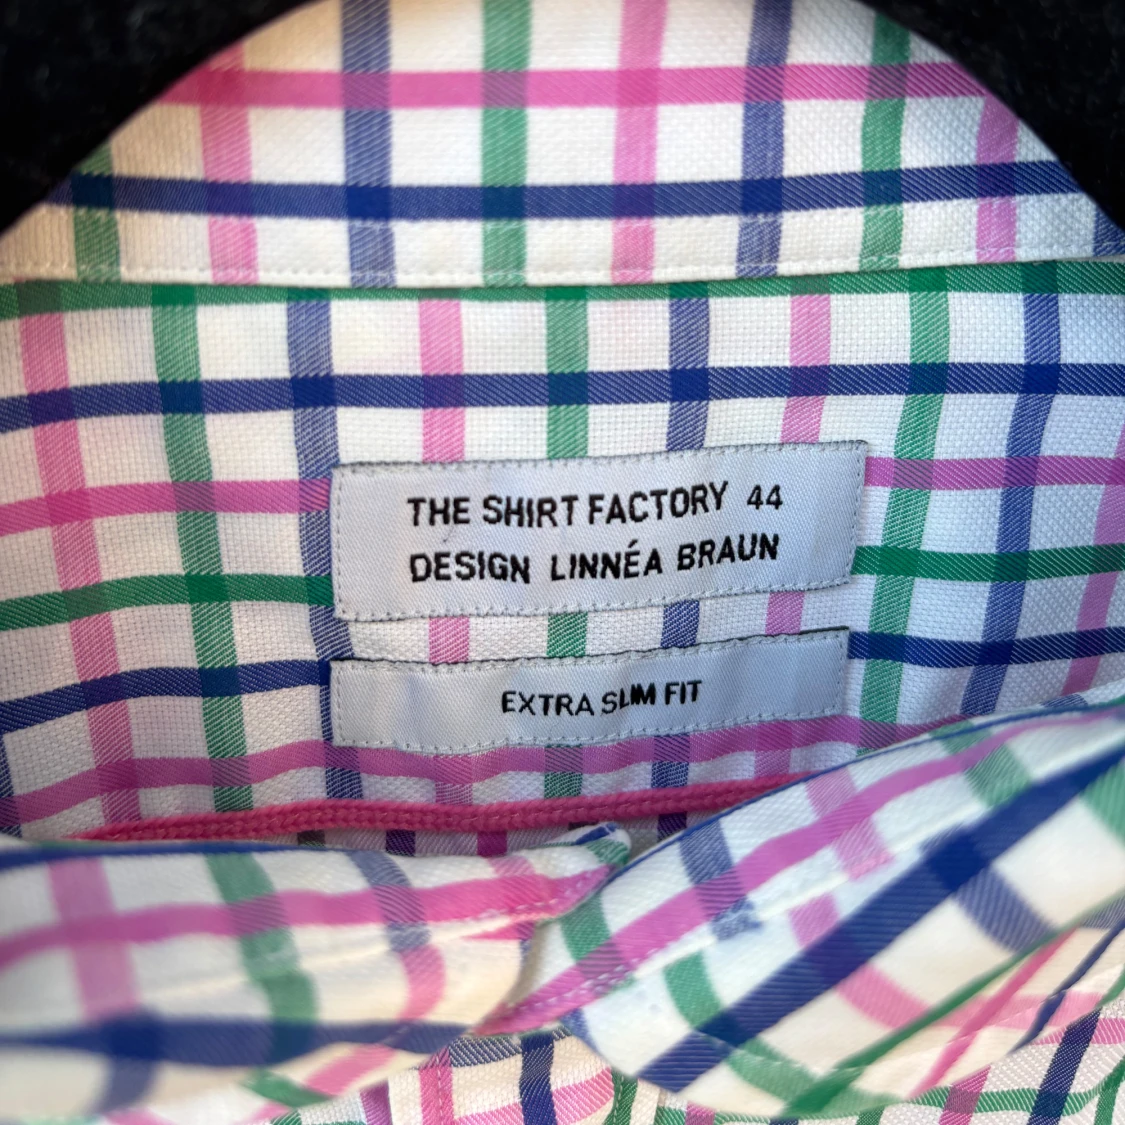 THE SHIRT FACTORY 44
DESIGN LINNÉA BRAUN
EXTRA SLIM FIT